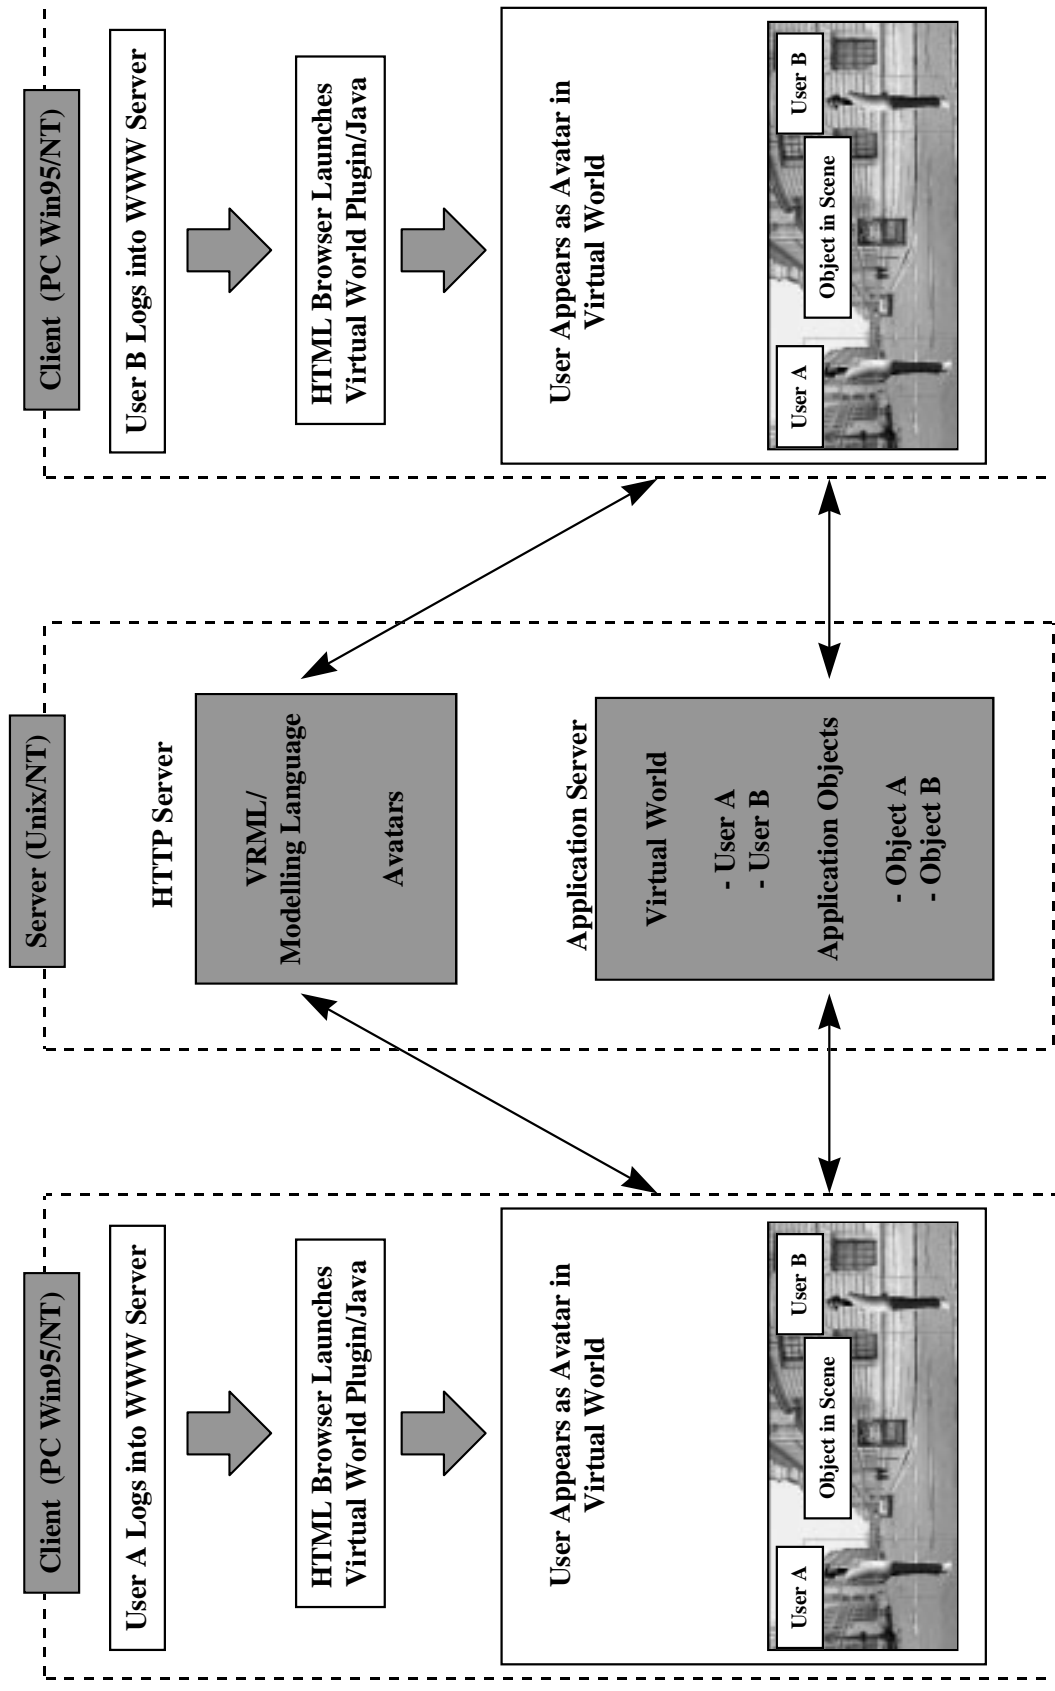 Client (PC Win95/NT)
User A Logs into WWW Server
HTML Browser Launches
Virtual World Plugin/Java
User Appears as Avatar in
Virtual World
User A
Object in Scene
User B
Server (Unix/NT)
HTTP Server
VRML/
Modelling Language
Avatars
Application Server
Virtual World
- User A
- User B
Application Objects
- Object A
- Object B
Client (PC Win95/NT)
User B Logs into WWW Server
HTML Browser Launches
Virtual World Plugin/Java
User Appears as Avatar in
Virtual World
User A
Object in Scene
User B